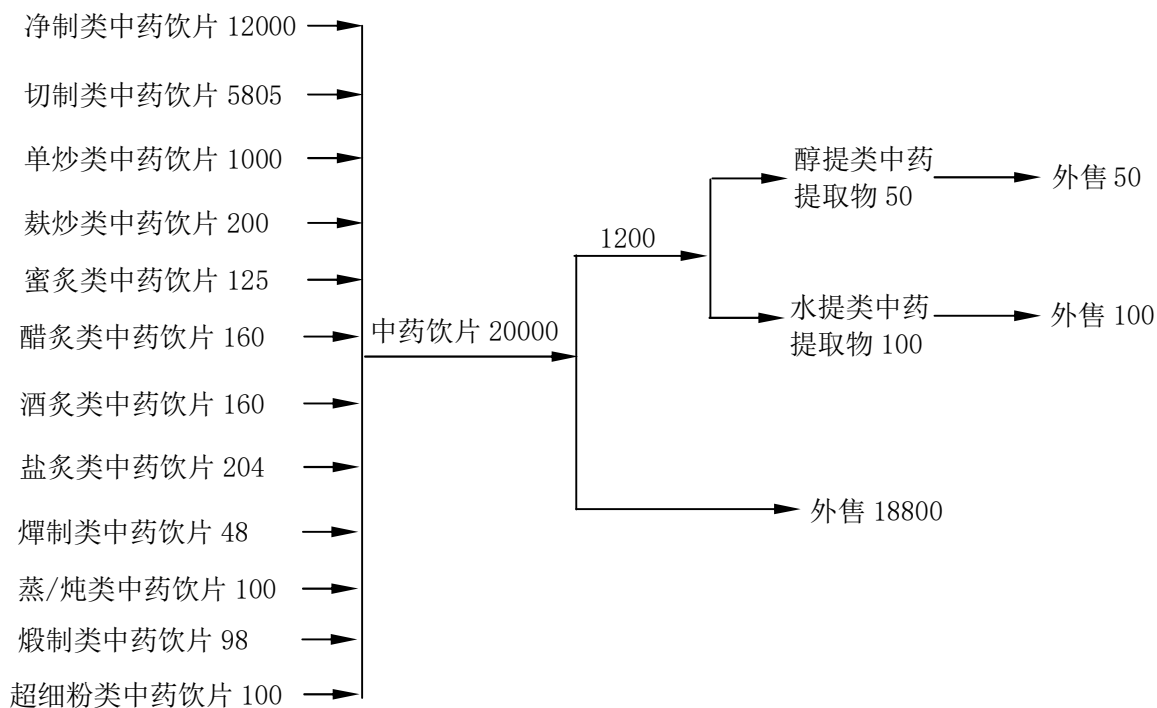 净制类中药饮片 12000
切制类中药饮片 5805
单炒类中药饮片 1000
麸炒类中药饮片 200
蜜炙类中药饮片 125
醋炙类中药饮片 160
酒炙类中药饮片 160
盐炙类中药饮片 204
燀制类中药饮片 48
蒸/炖类中药饮片 100
煅制类中药饮片 98
超细粉类中药饮片 100
中药饮片 20000
1200
醇提类中药
提取物 50
外售 50
水提类中药
提取物 100
外售 100
外售 18800